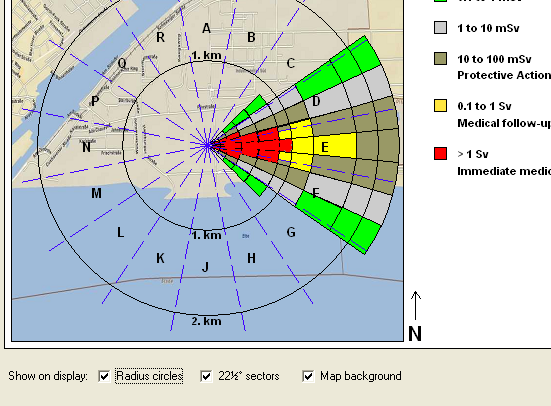 1 to 10 mSv
10 to 100 mSv
Protective Action
0.1 to 1 Sv
Medical follow-up
> 1 Sv
Immediate medic
A
B
C
D
E
F
G
H
J
K
L
M
N
P
Q
R
1. km
1. km
2. km
N
Show on display:
Radius circles
22½° sectors
Map background